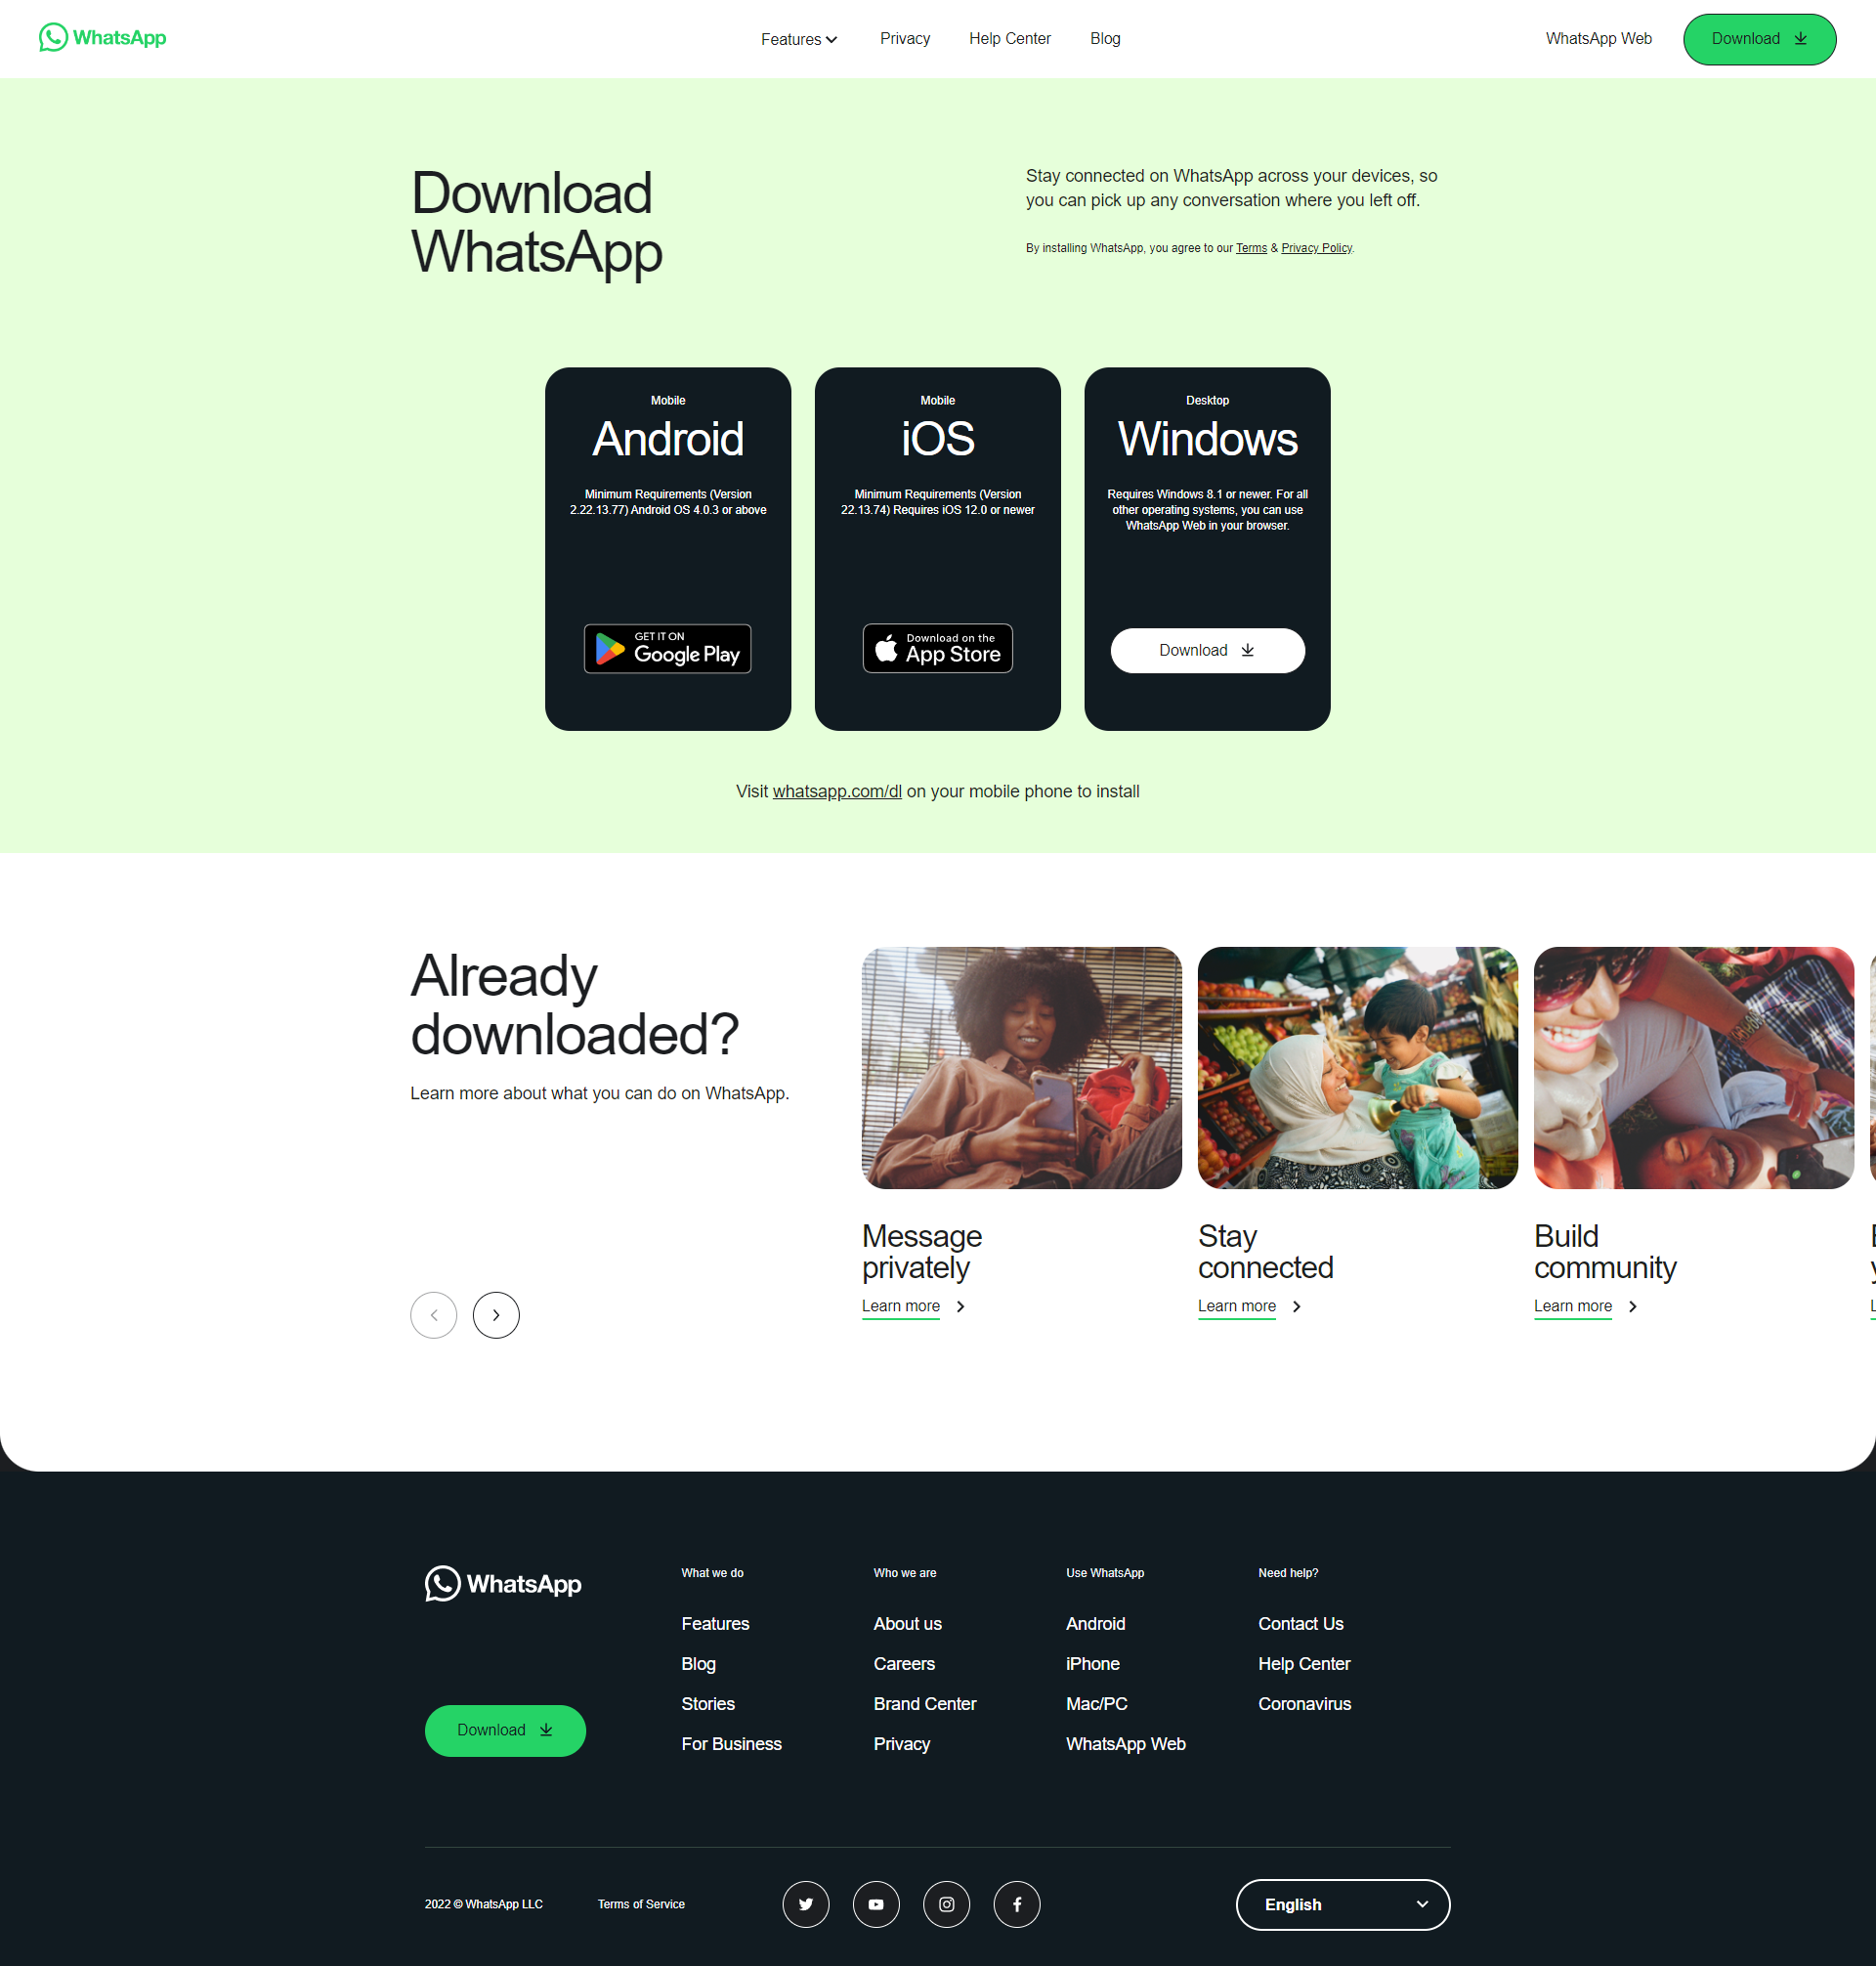 WhatsApp
Features
Privacy
Help Center
Blog
WhatsApp Web
Download
Download
WhatsApp
Stay connected on WhatsApp across your devices, so
you can pick up any conversation where you left off.
By installing WhatsApp, you agree to our Terms & Privacy Policy.
Mobile
Android
Minimum Requirements (Version
2.22.13.77) Android OS 4.0.3 or above
GET IT ON
Google Play
Mobile
iOS
Minimum Requirements (Version
22.13.74) Requires iOS 12.0 or newer
Download on the
App Store
Desktop
Windows
Requires Windows 8.1 or newer. For all
other operating systems, you can use
WhatsApp Web in your browser.
Download
Visit whatsapp.com/dl on your mobile phone to install
Already
downloaded?
Learn more about what you can do on WhatsApp.
Message
privately
Learn more
Stay
connected
Learn more
Build
community
Learn more
WhatsApp
Download
What we do
Features
Blog
Stories
For Business
Who we are
About us
Careers
Brand Center
Privacy
Use WhatsApp
Android
iPhone
Mac/PC
WhatsApp Web
Need help?
Contact Us
Help Center
Coronavirus
2022 © WhatsApp LLC
Terms of Service
English